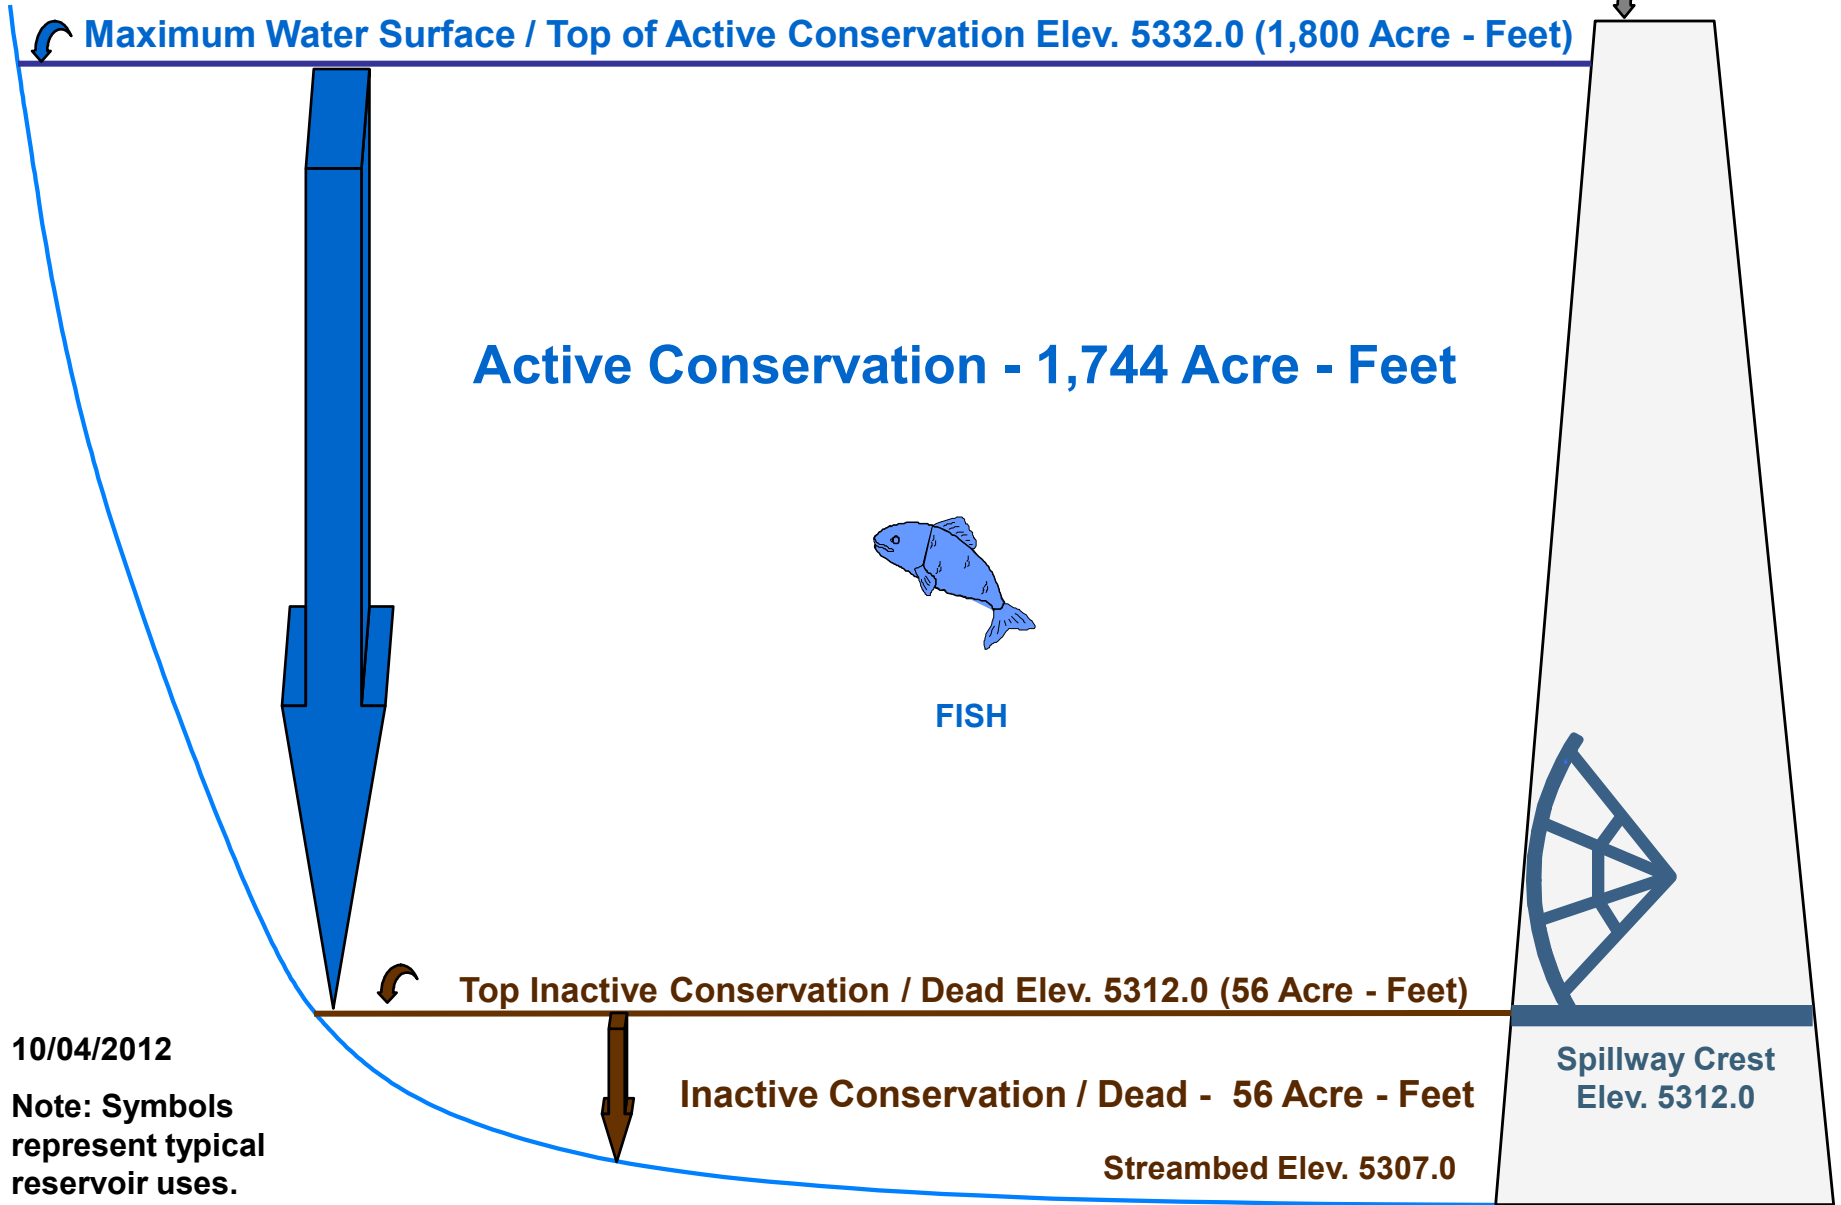 Maximum Water Surface / Top of Active Conservation Elev. 5332.0 (1,800 Acre - Feet)
Active Conservation - 1,744 Acre - Feet
FISH
Top Inactive Conservation / Dead Elev. 5312.0 (56 Acre - Feet)
Spillway Crest
Elev. 5312.0
Inactive Conservation / Dead - 56 Acre - Feet
Streambed Elev. 5307.0
10/04/2012
Note: Symbols
represent typical
reservoir uses.